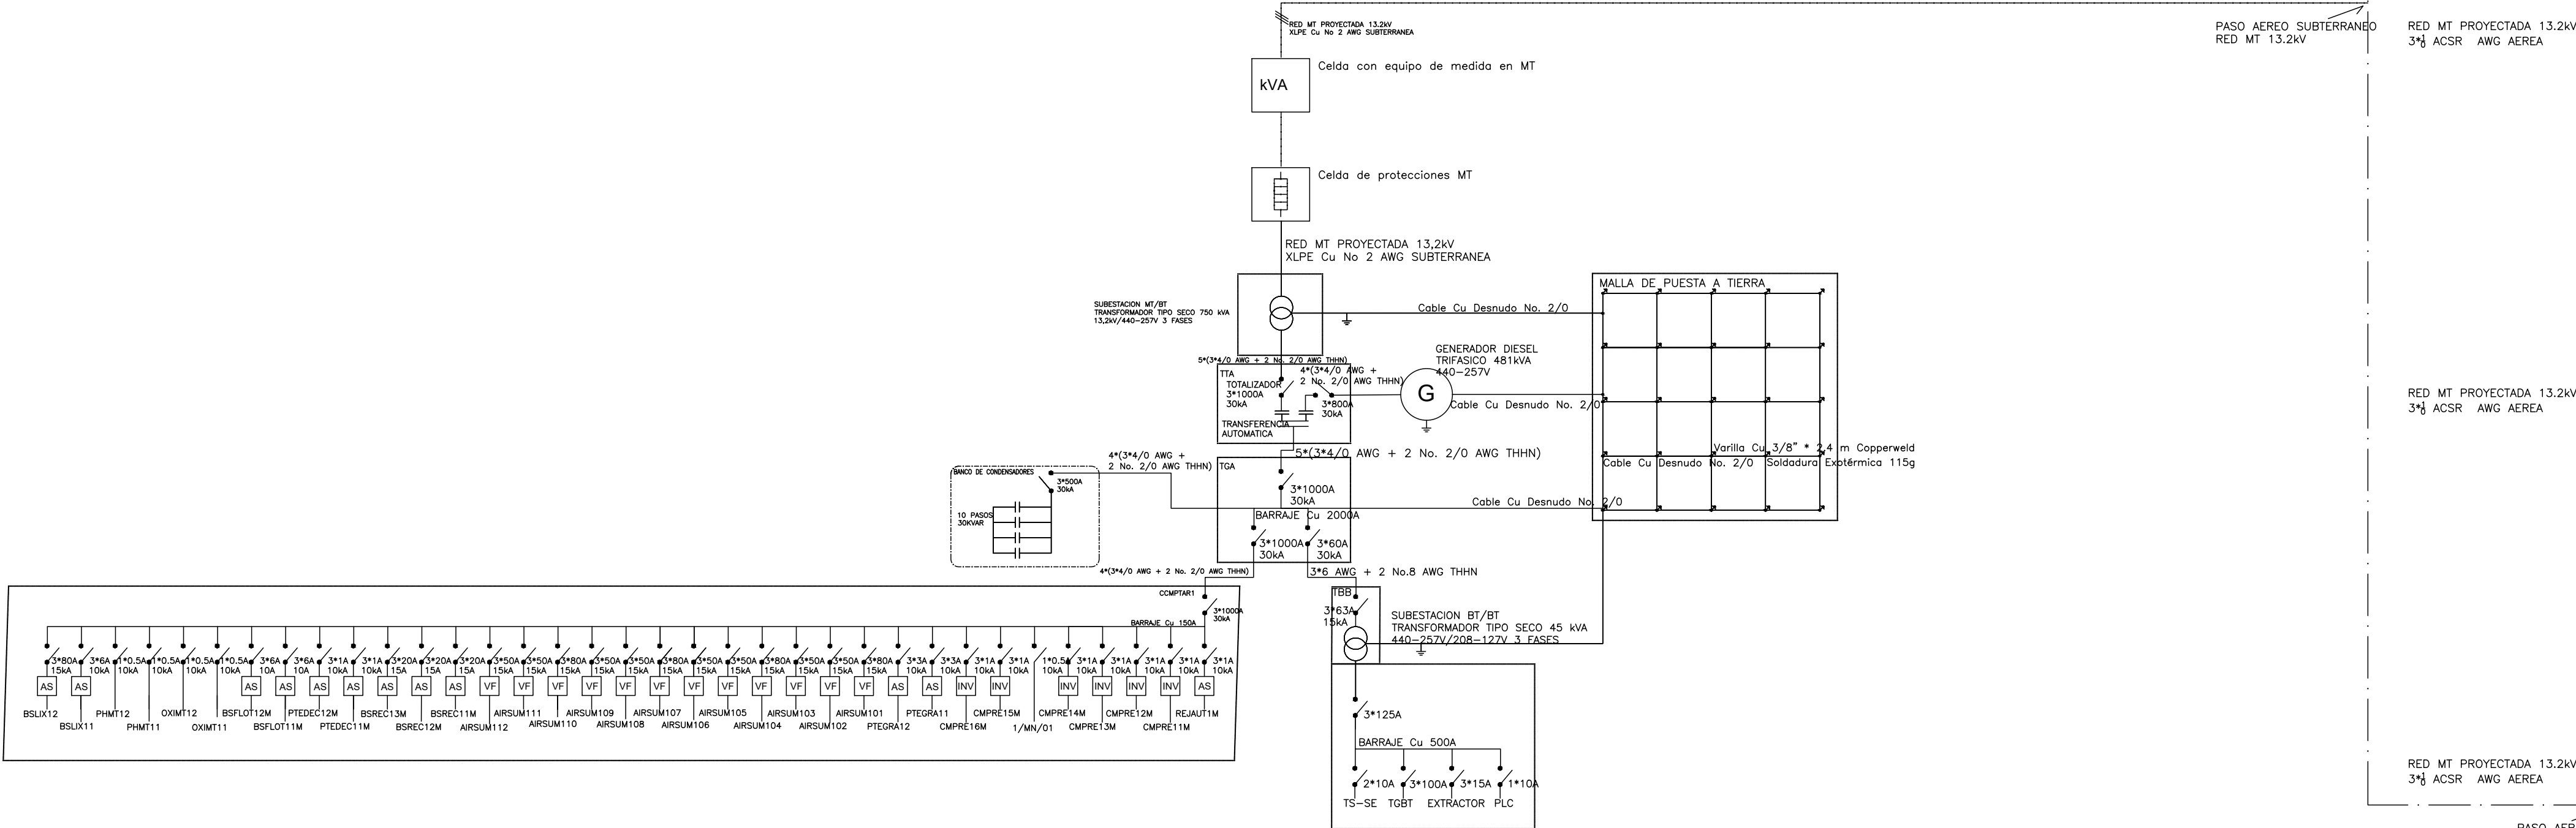 RED MT PROYECTADA 13.2kV
XLPE Cu No 2 AWG SUBTERRANEA
PASO AEREO SUBTERRANEO
RED MT 13.2kV
RED MT PROYECTADA 13.2kV
3*1/0 ACSR AWG AEREA
kVA
Celda con equipo de medida en MT
Celda de protecciones MT
RED MT PROYECTADA 13,2kV
XLPE Cu No 2 AWG SUBTERRANEA
SUBESTACION MT/BT
TRANSFORMADOR TIPO SECO 750 kVA
13,2kV/440-257V 3 FASES
Cable Cu Desnudo No. 2/0
MALLA DE PUESTA A TIERRA
5*(3*4/0 AWG + 2 No. 2/0 AWG THHN)
TTA
TOTALIZADOR
3*1000A
30kA
4*(3*4/0 AWG +
2 No. 2/0 AWG THHN)
3*800A
30kA
TRANSFERENCIA
AUTOMATICA
GENERADOR DIESEL
TRIFASICO 481kVA
440-257V
G
Cable Cu Desnudo No. 2/0
RED MT PROYECTADA 13.2kV
3*1/0 ACSR AWG AEREA
Varilla Cu 3/8" * 2,4 m Copperweld
Cable Cu Desnudo No. 2/0 Soldadura Exotérmica 115g
5*(3*4/0 AWG + 2 No. 2/0 AWG THHN)
4*(3*4/0 AWG +
2 No. 2/0 AWG THHN)
TGA
3*1000A
30kA
BARRAJE Cu 2000A
Cable Cu Desnudo No. 2/0
3*1000A
30kA
3*60A
30kA
BANCO DE CONDENSADORES
3*500A
30kA
10 PASOS
30KVAR
4*(3*4/0 AWG + 2 No. 2/0 AWG THHN)
3*6 AWG + 2 No.8 AWG THHN
CCMPTAR1
3*1000A
30kA
BARRAJE Cu 150A
3*80A 3*6A 1*0.5A 1*0.5A 1*0.5A 1*0.5A 3*6A 3*6A 3*1A 3*1A 3*20A 3*20A 3*20A 3*50A 3*50A 3*80A 3*50A 3*50A 3*80A 3*50A 3*50A 3*80A 3*50A 3*50A 3*80A 3*3A 3*3A 3*1A 3*1A 1*0.5A 3*1A 3*1A 3*1A 3*1A 3*1A
15kA 10kA 10kA 10kA 10kA 10kA 10A 10A 10kA 10kA 15A 15A 15A 15kA 15kA 15kA 15kA 15kA 15kA 15kA 15kA 15kA 15kA 15kA 15kA 10kA 10kA 10kA 10kA 10kA 10kA 10kA 10kA 10kA 10kA
AS AS AS AS AS AS AS AS AS VF VF VF VF VF VF VF VF VF VF VF VF AS AS INV INV INV INV INV INV AS
BSLIX12 PHMT12 OXIMT12 BSFLOT12M PTEDEC12M BSREC13M BSREC11M AIRSUM111 AIRSUM109 AIRSUM107 AIRSUM105 AIRSUM103 AIRSUM101 PTEGRA11 CMPRE15M CMPRE14M CMPRE12M REJAUT1M
BSLIX11 PHMT11 OXIMT11 BSFLOT11M PTEDEC11M BSREC12M AIRSUM112 AIRSUM110 AIRSUM108 AIRSUM106 AIRSUM104 AIRSUM102 PTEGRA12 CMPRE16M 1/MN/01 CMPRE13M CMPRE11M
TBB
3*63A
15kA
SUBESTACION BT/BT
TRANSFORMADOR TIPO SECO 45 kVA
440-257V/208-127V 3 FASES
3*125A
BARRAJE Cu 500A
2*10A 3*100A 3*15A 1*10A
TS-SE TGBT EXTRACTOR PLC
RED MT PROYECTADA 13.2kV
3*1/0 ACSR AWG AEREA